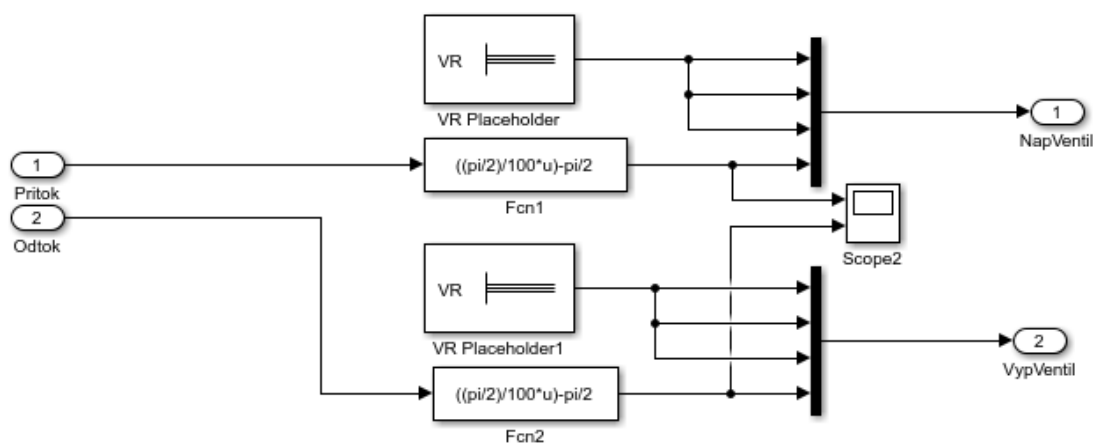 VR
VR Placeholder
1
NapVentil
1
Pritok
((pi/2)/100*u)-pi/2
Fcn1
2
Odtok
Scope2
VR
VR Placeholder1
2
VypVentil
((pi/2)/100*u)-pi/2
Fcn2